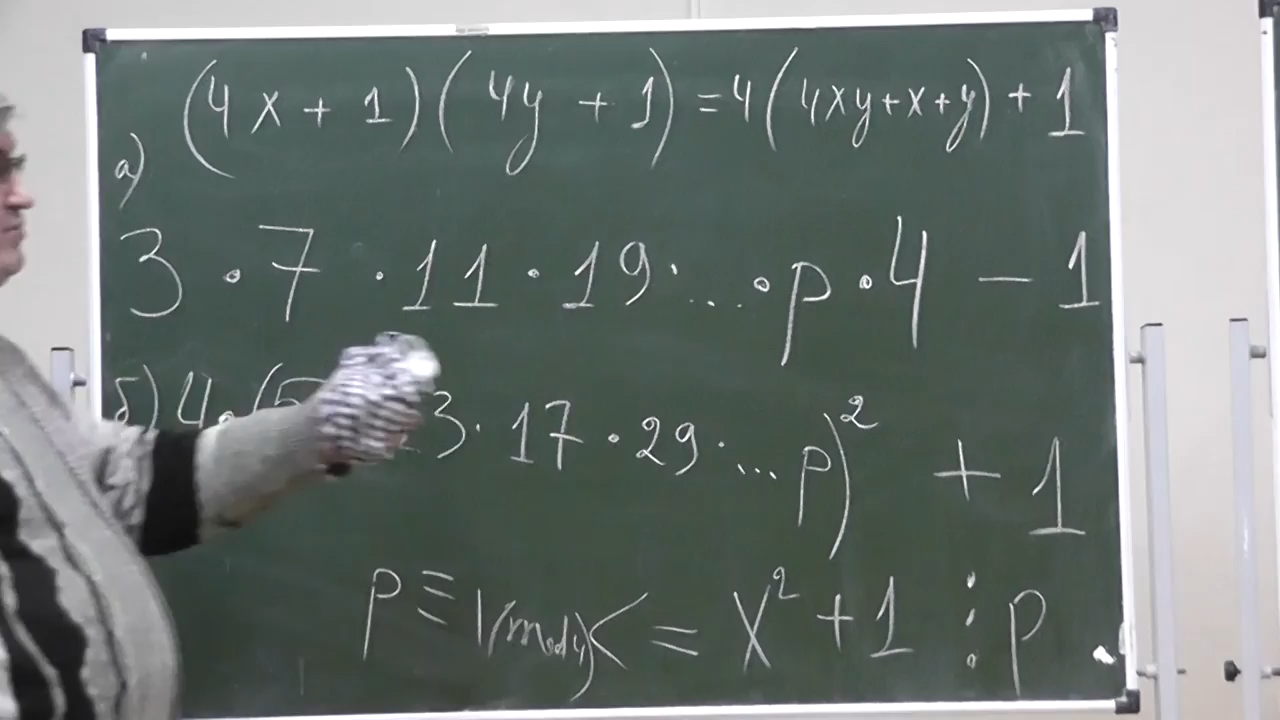 (4x + 1)(4y + 1) = 4(4xy + x + y) + 1
а)
3 · 7 · 11 · 19 · ... · p · 4 - 1
б) 4 · (5 3 · 17 · 29 · ... p)² + 1
p ≡ 1(mod 4) <= x² + 1 ⋮ p